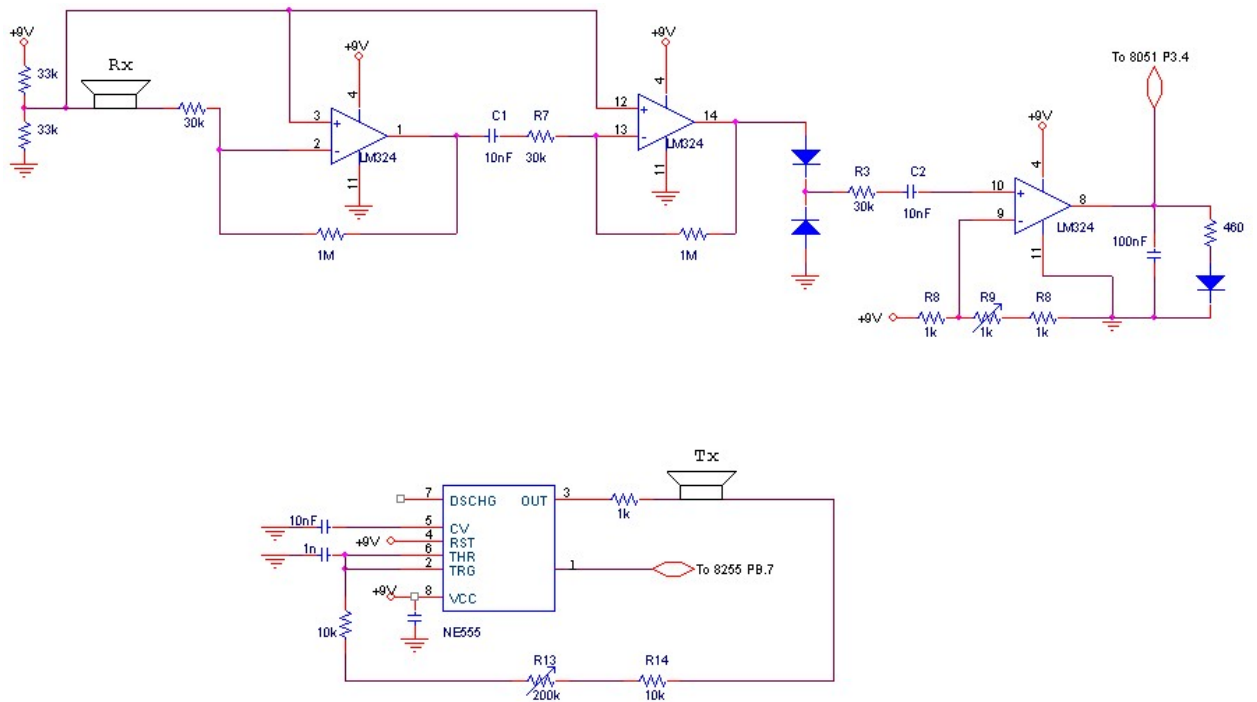 +9V
33k
33k
Rx
30k
+9V
4
3
+
2
-
1
LM324
11
1M
C1
10nF
R7
30k
+9V
4
12
+
13
-
14
LM324
11
1M
R3
30k
C2
10nF
To 8051 P3.4
+9V
4
10
+
9
-
8
LM324
11
100nF
460
+9V
R8
1k
R9
1k
R8
1k
Tx
7
DSCHG
OUT
3
1k
10nF
5
CV
+9V
4
RST
1n
6
THR
2
TRG
1
To 8255 PB.7
+9V
8
VCC
NE555
10k
R13
200k
R14
10k